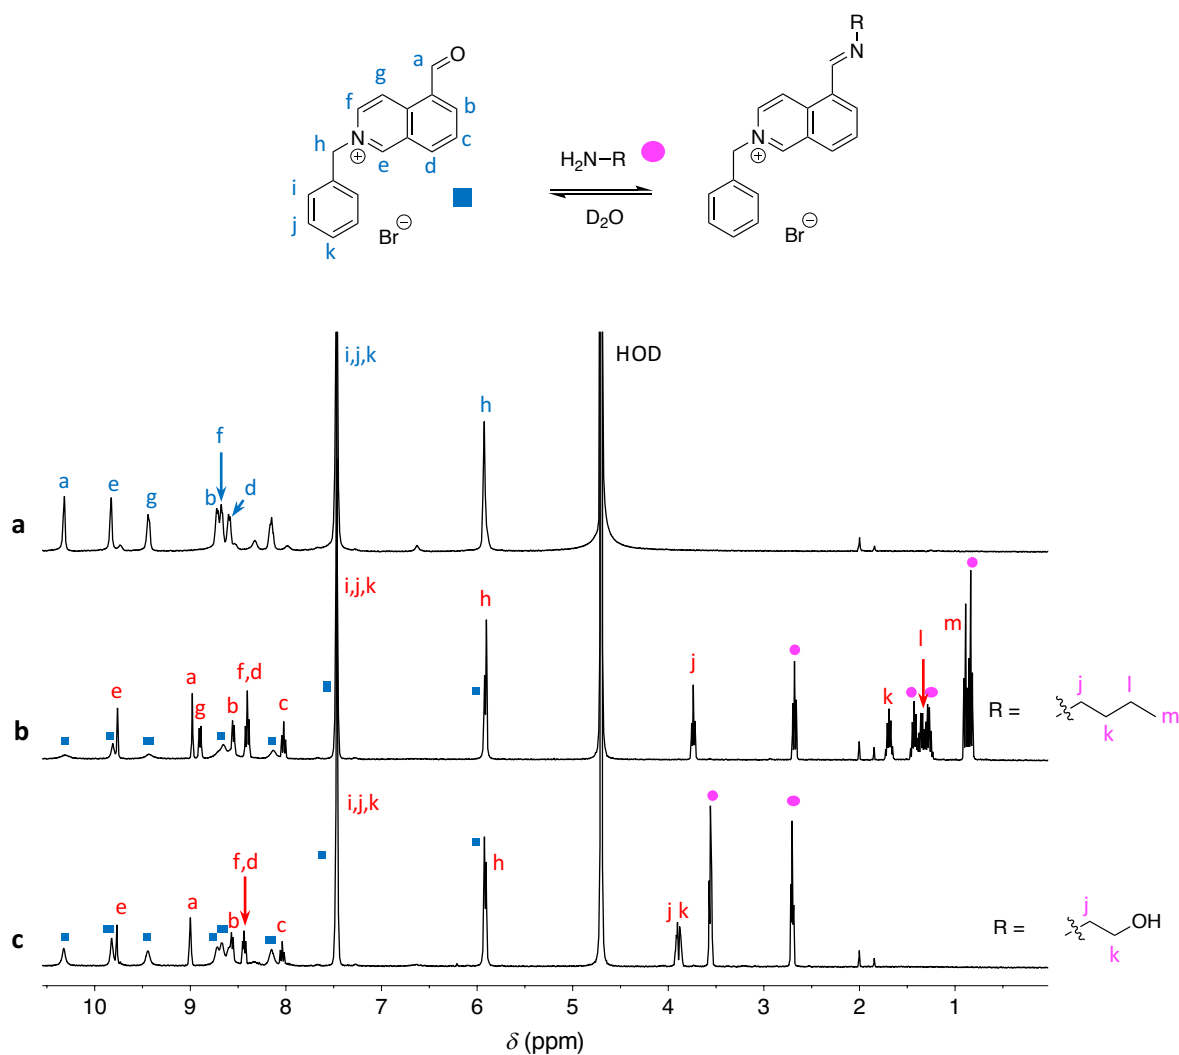 R
a
O
N
g
b
f
c
h
N
⊕
e
d
H₂N−R
N
⊕
i
D₂O
j
Br⊖
Br⊖
k
i,j,k
HOD
h
f
a
e
g
b
d
a
i,j,k
h
m
l
j
e
a
g
b
f,d
c
k
R =
j
l
k
m
b
i,j,k
f,d
h
e
a
b
c
j k
R =
j
OH
k
c
10
9
8
7
6
5
4
3
2
1
δ (ppm)